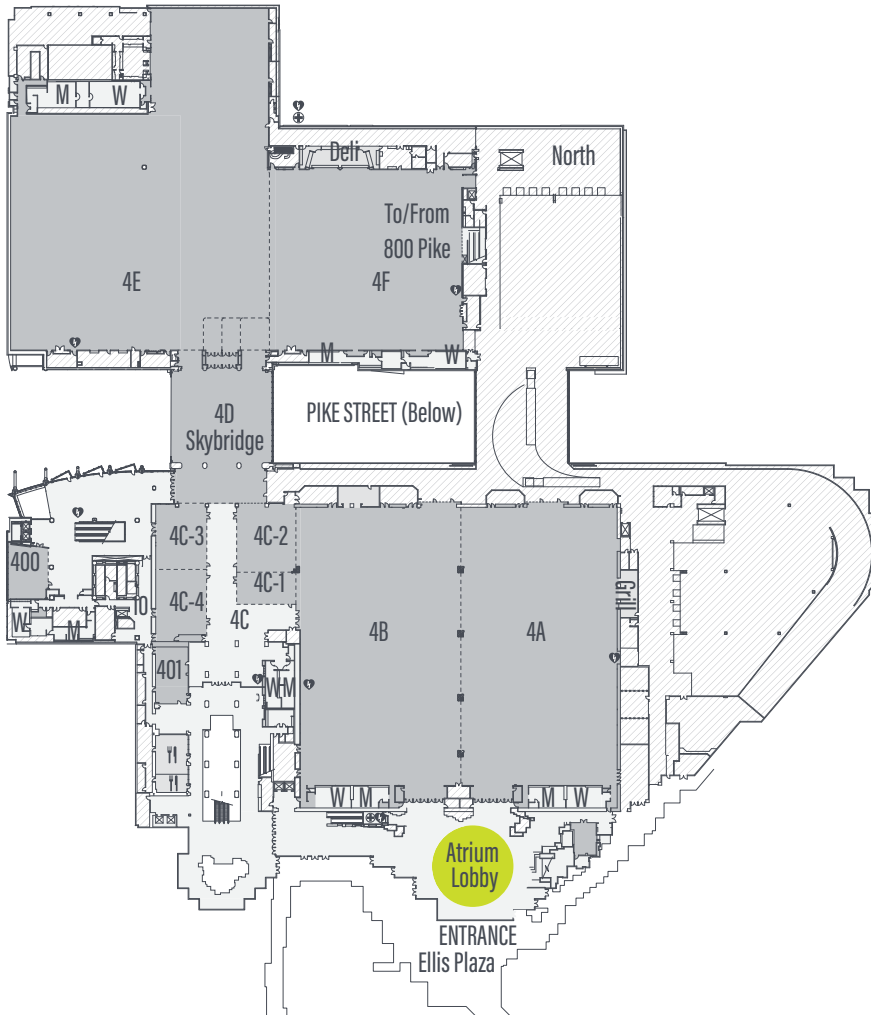 M W
Deli
North
To/From
800 Pike
4E
4F
M
W
4D
Skybridge
PIKE STREET (Below)
4C-3
4C-2
400
4C-1
4C-4
10
Grill
W
M
4C
4B
4A
401
W M
W M
M W
Atrium
Lobby
ENTRANCE
Ellis Plaza